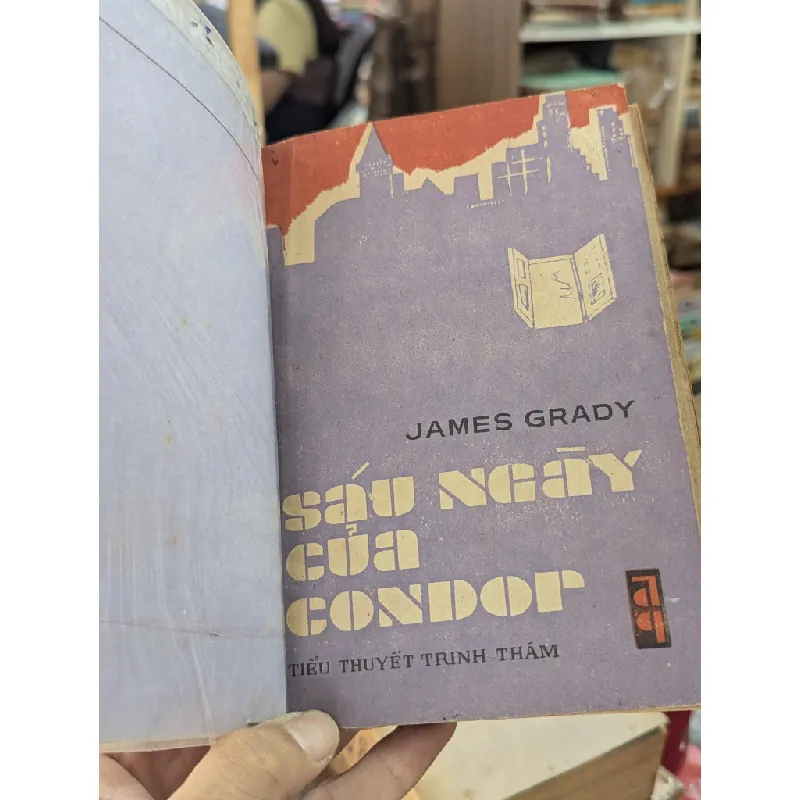 JAMES GRADY
SÁU NGÀY
CỦA
CONDOR
TIỂU THUYẾT TRINH THÁM